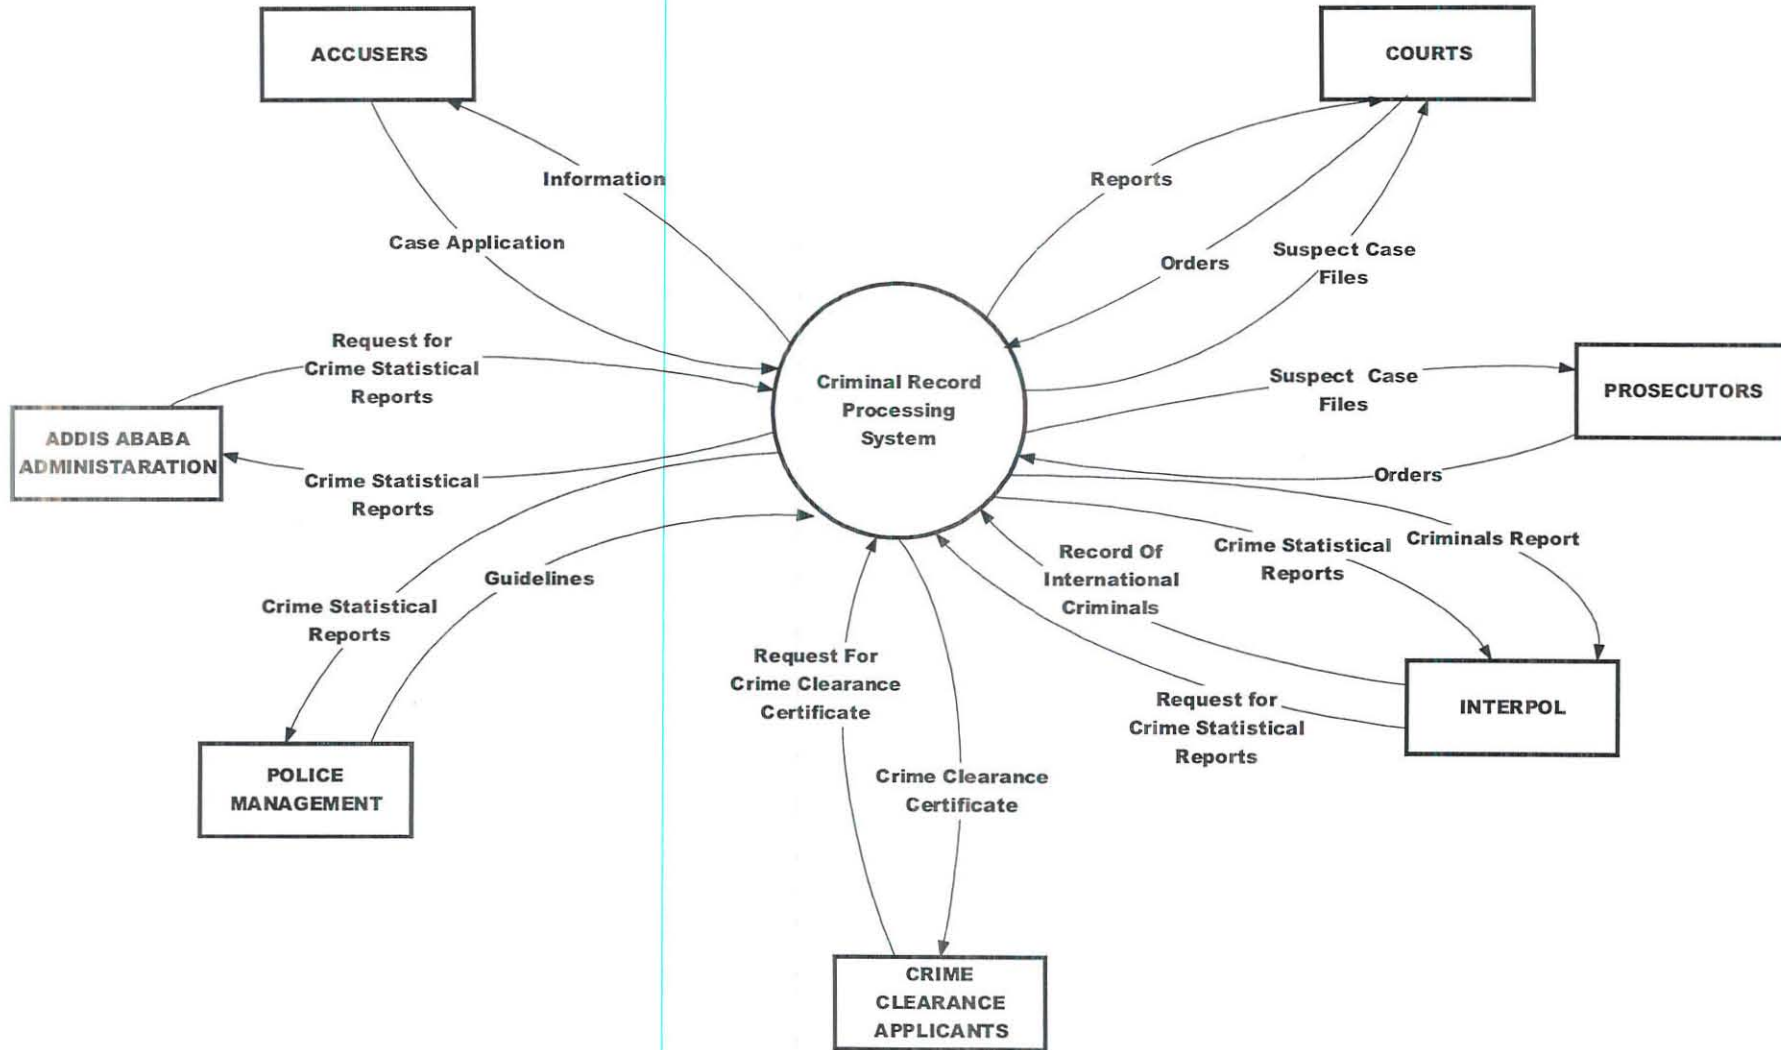 ACCUSERS
COURTS
Information
Reports
Case Application
Orders
Suspect Case
Files
Request for
Crime Statistical
Reports
Criminal Record
Processing
System
Suspect Case
Files
PROSECUTORS
ADDIS ABABA
ADMINISTARATION
Crime Statistical
Reports
Orders
Guidelines
Crime Statistical
Reports
Record Of
International
Criminals
Crime Statistical
Reports
Criminals Report
Request For
Crime Clearance
Certificate
Request for
Crime Statistical
Reports
INTERPOL
POLICE
MANAGEMENT
Crime Clearance
Certificate
CRIME
CLEARANCE
APPLICANTS